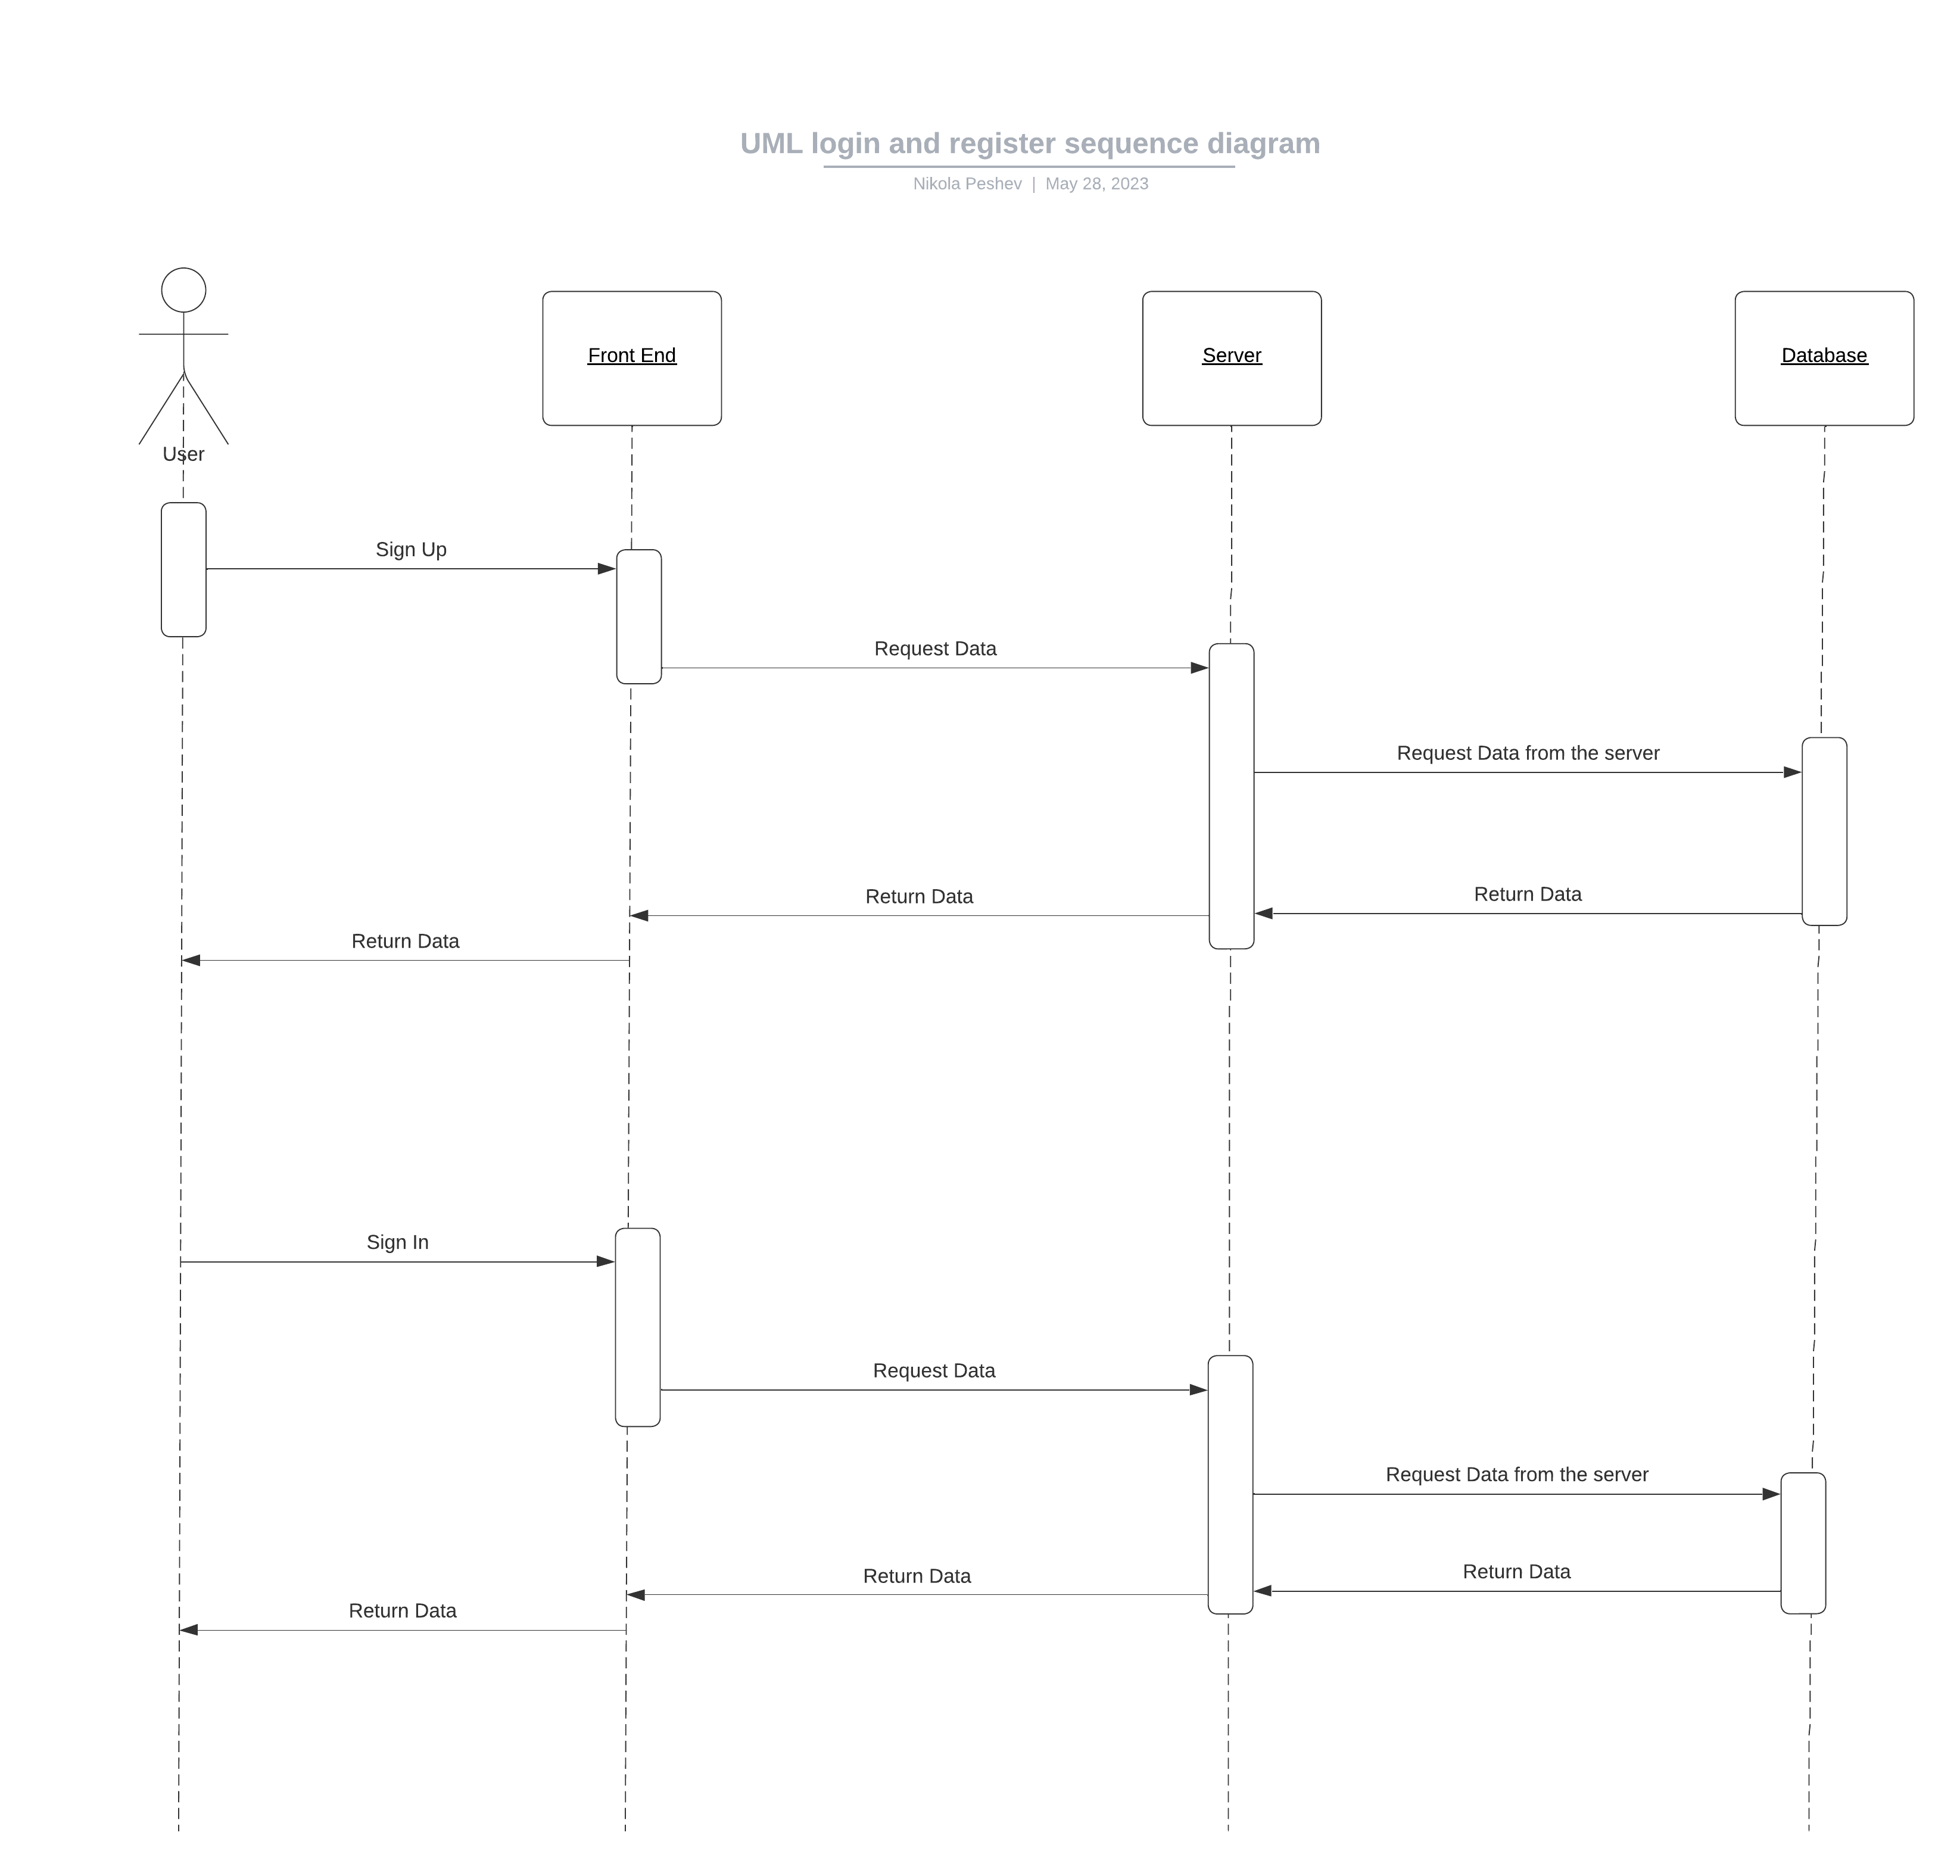 UML login and register sequence diagram
Nikola Peshev | May 28, 2023
Front End
Server
Database
User
Sign Up
Request Data
Request Data from the server
Return Data
Return Data
Return Data
Sign In
Request Data
Request Data from the server
Return Data
Return Data
Return Data